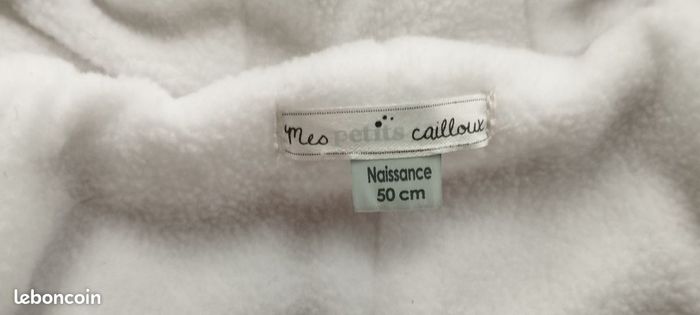 Mes petits cailloux
Naissance
50 cm
leboncoin